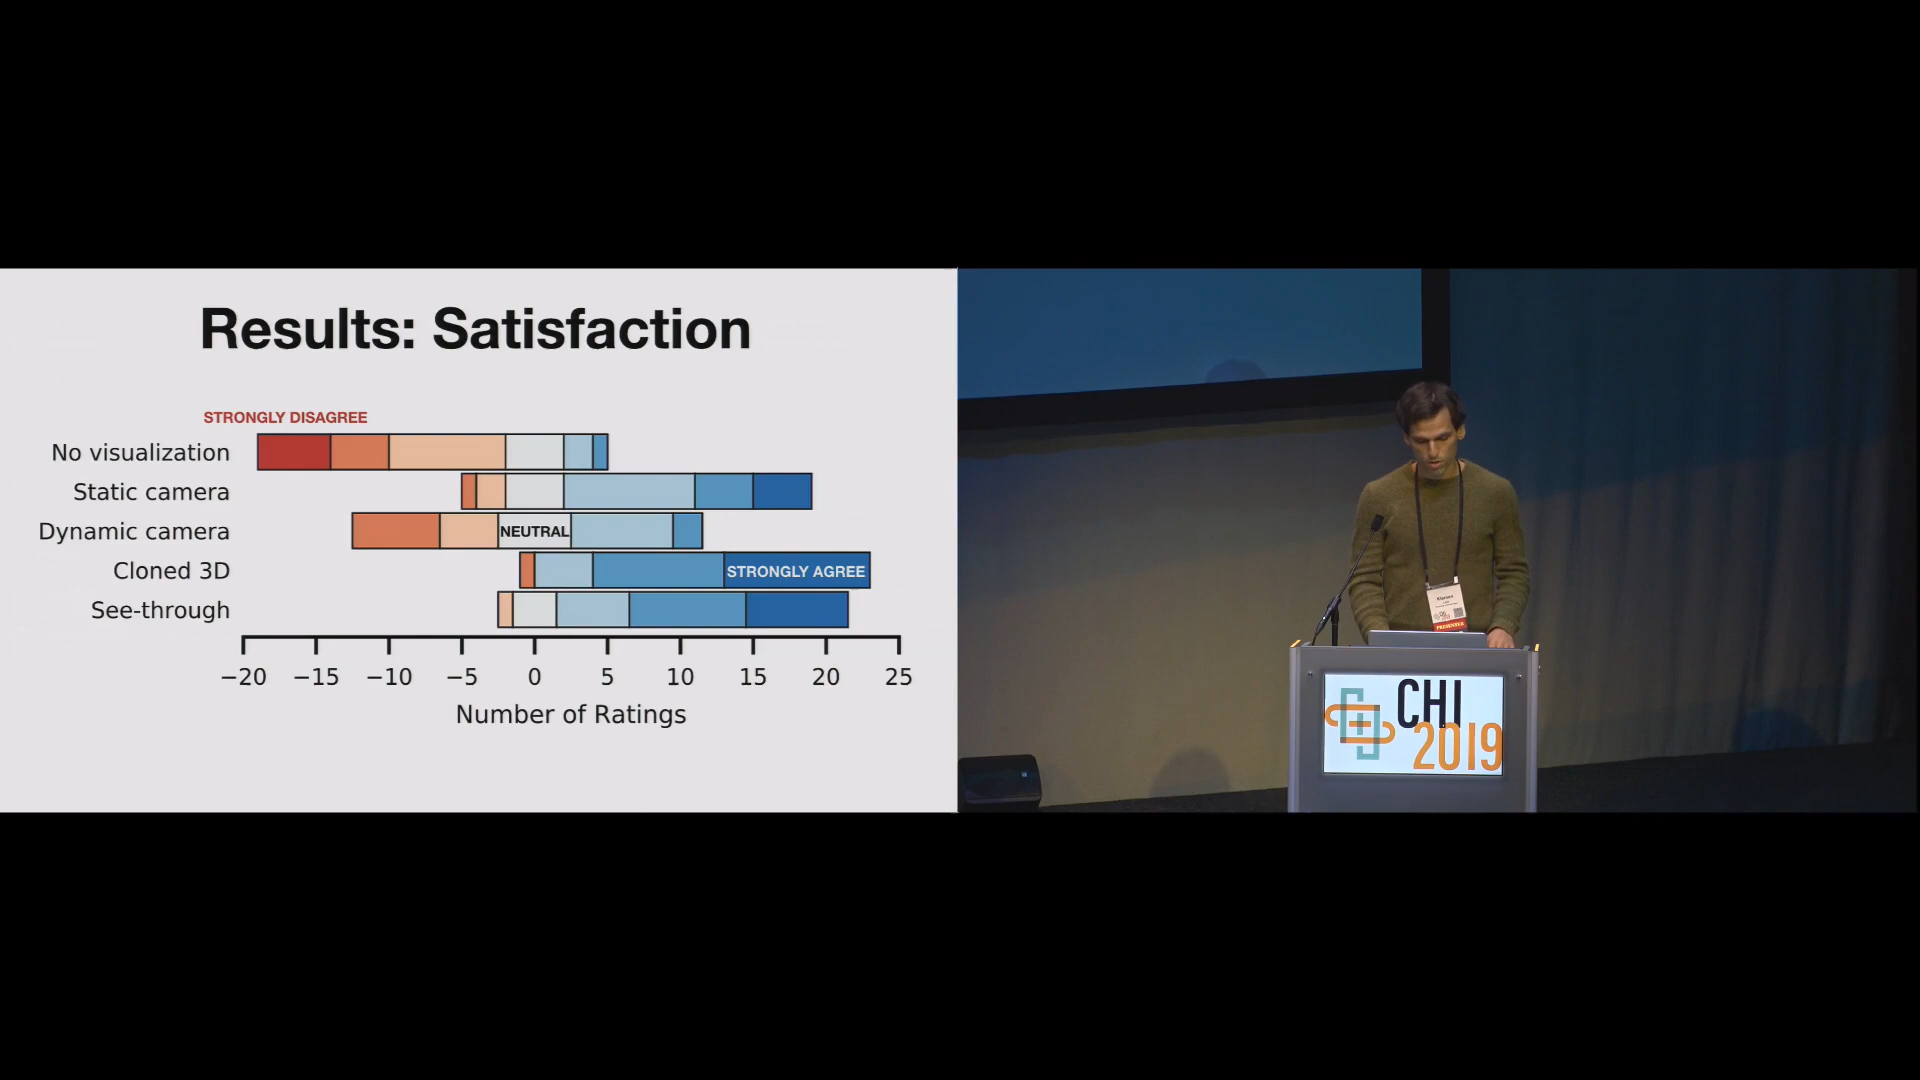 Results: Satisfaction
STRONGLY DISAGREE
No visualization
Static camera
Dynamic camera
NEUTRAL
Cloned 3D
STRONGLY AGREE
See-through
−20 −15 −10 −5 0 5 10 15 20 25
Number of Ratings
PRESENTER
CHI
2019